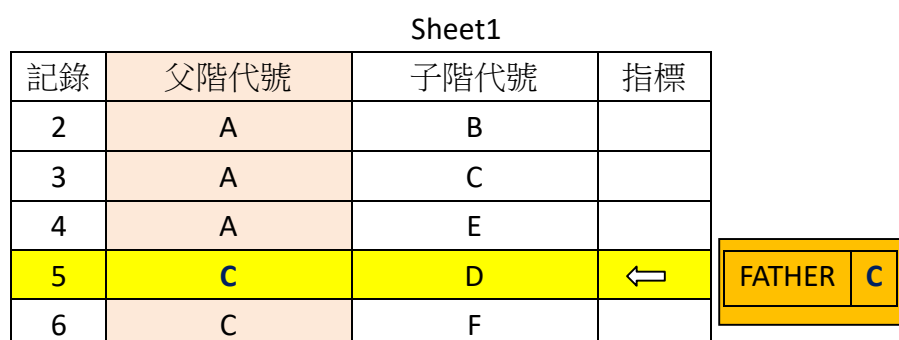 Sheet1
記錄 父階代號 子階代號 指標
2 A B
3 A C
4 A E
5 C D ⇦ FATHER C
6 C F